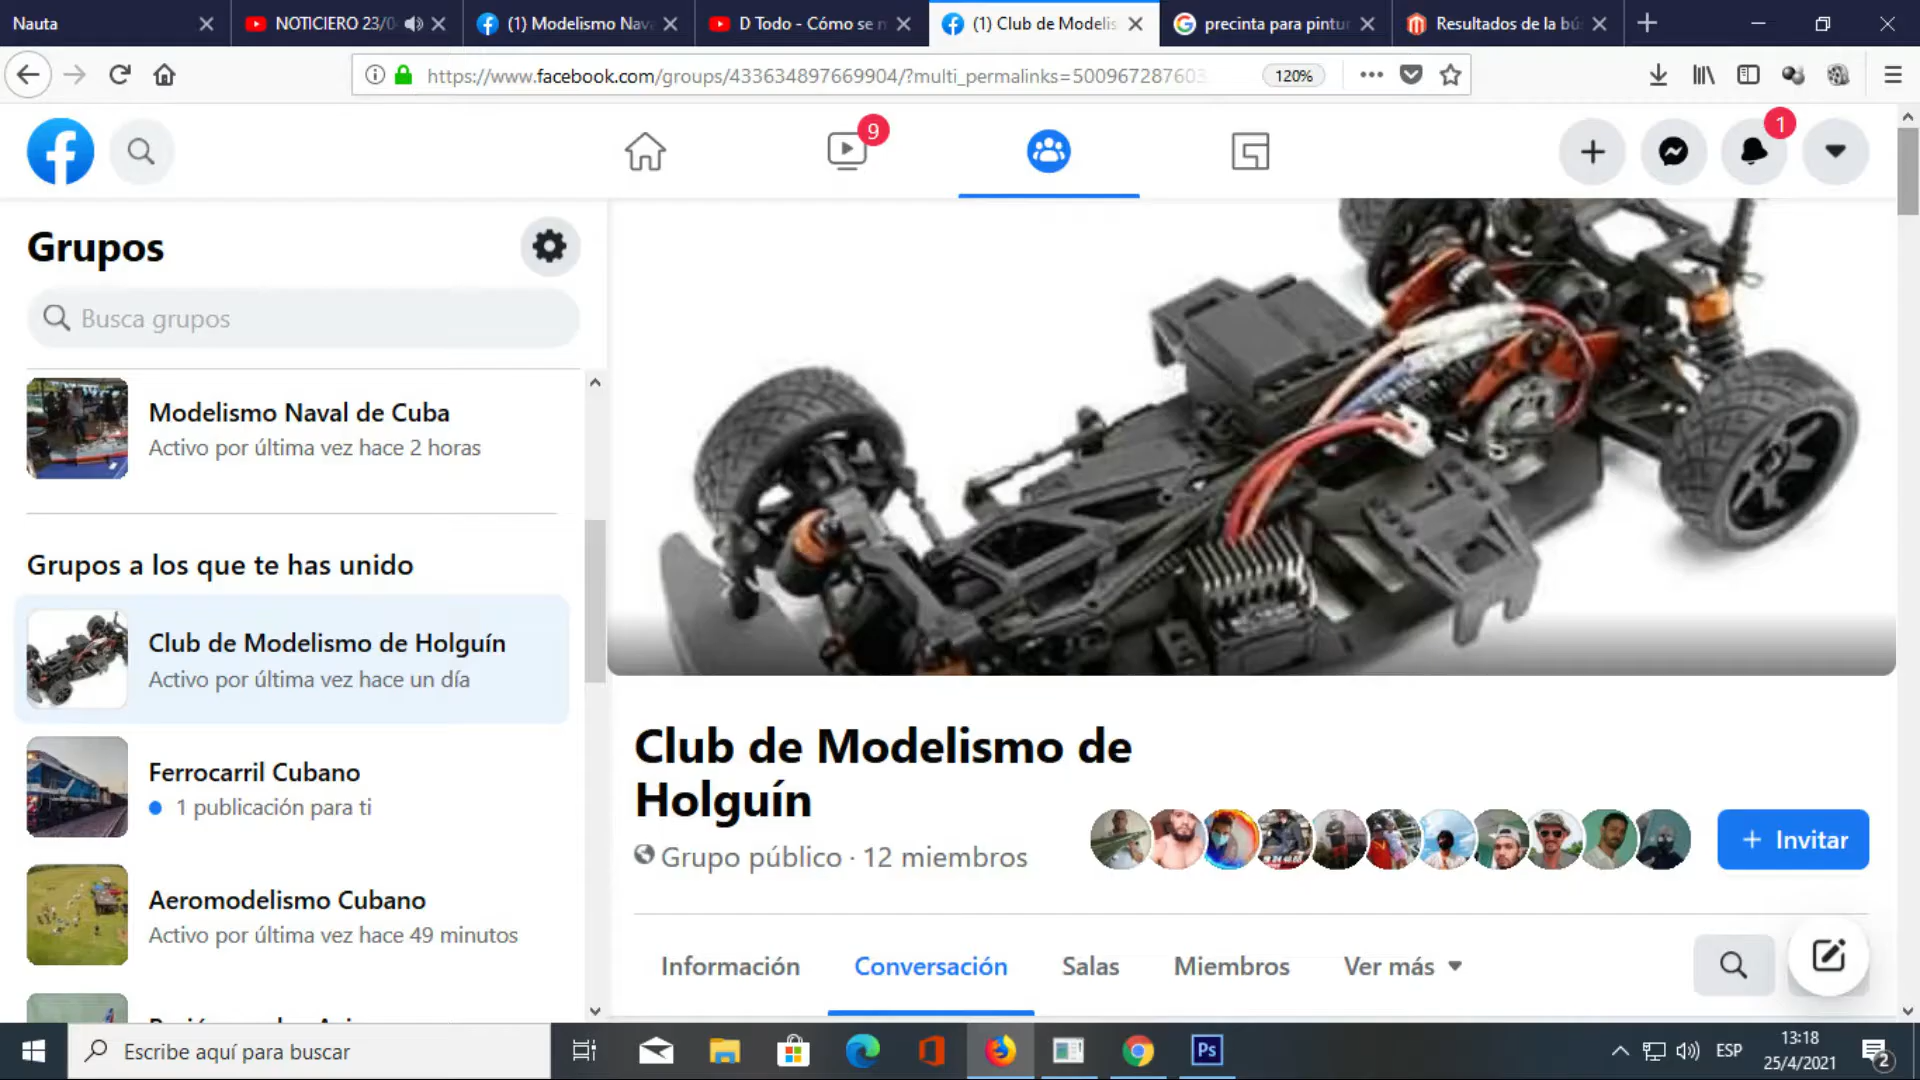 Nauta
NOTICIERO 23/0
(1) Modelismo Nav
D Todo - Cómo se n
(1) Club de Modelis
precinta para pintu
Resultados de la bú
https://www.facebook.com/groups/433634897669904/?multi_permalinks=500967287603
120%
9
1
Grupos
Busca grupos
Modelismo Naval de Cuba
Activo por última vez hace 2 horas
Grupos a los que te has unido
Club de Modelismo de Holguín
Activo por última vez hace un día
Ferrocarril Cubano
1 publicación para ti
Aeromodelismo Cubano
Activo por última vez hace 49 minutos
Club de Modelismo de
Holguín
Grupo público · 12 miembros
+ Invitar
Información
Conversación
Salas
Miembros
Ver más
Escribe aquí para buscar
Ps
ESP
13:18
25/4/2021
2